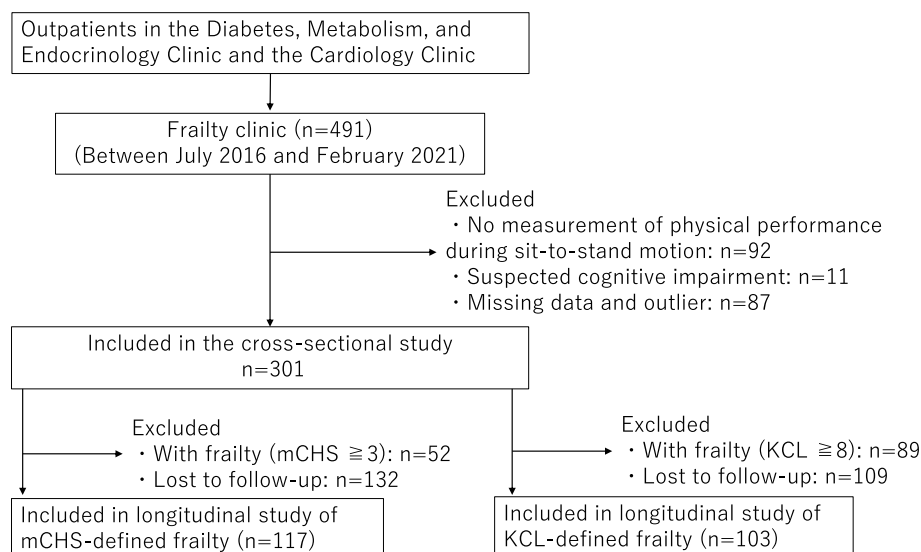 Outpatients in the Diabetes, Metabolism, and
Endocrinology Clinic and the Cardiology Clinic
Frailty clinic (n=491)
(Between July 2016 and February 2021)
Excluded
・No measurement of physical performance
during sit-to-stand motion: n=92
・Suspected cognitive impairment: n=11
・Missing data and outlier: n=87
Included in the cross-sectional study
n=301
Excluded
・With frailty (mCHS ≧3): n=52
・Lost to follow-up: n=132
Excluded
・With frailty (KCL ≧8): n=89
・Lost to follow-up: n=109
Included in longitudinal study of
mCHS-defined frailty (n=117)
Included in longitudinal study of
KCL-defined frailty (n=103)